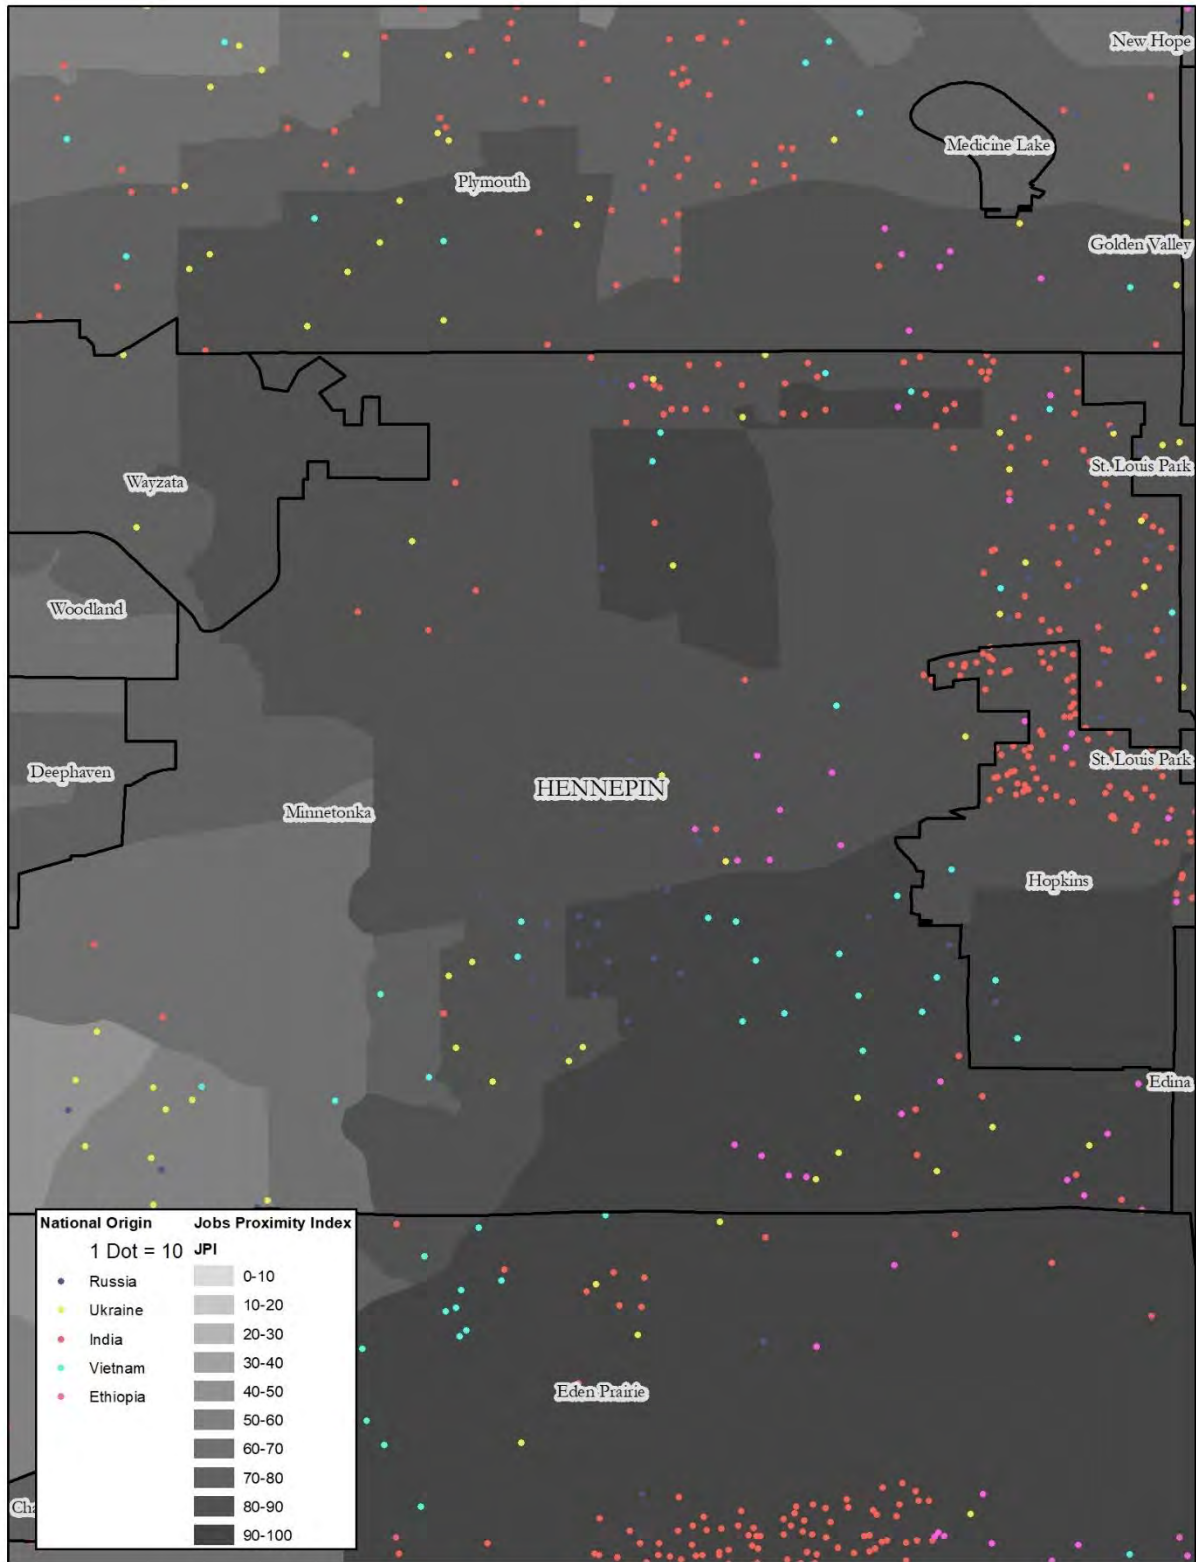 New Hope
Medicine Lake
Plymouth
Golden Valley
St. Louis Park
Wayzata
Woodland
Deephaven
HENNEPIN
St. Louis Park
Minnetonka
Hopkins
Edina
National Origin
1 Dot = 10
Russia
Ukraine
India
Vietnam
Ethiopia
Jobs Proximity Index
JPI
0-10
10-20
20-30
30-40
40-50
50-60
60-70
70-80
80-90
90-100
Eden Prairie
Cha